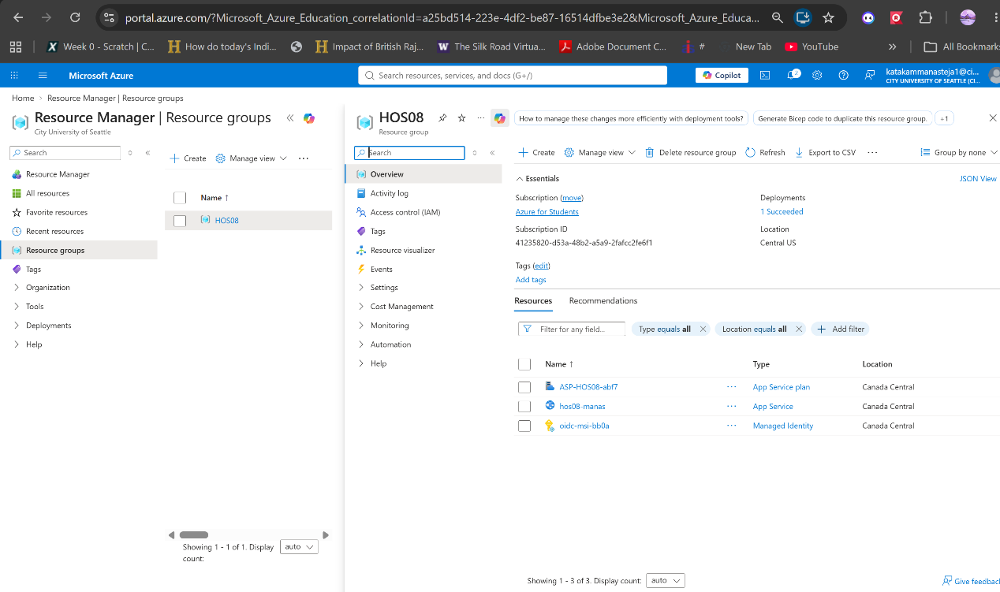 portal.azure.com/?Microsoft_Azure_Education_correlationId=a25bd514-223e-4df2-be87-16514dfbe3e2&Microsoft_Azure_Educa...
Week 0 - Scratch | C... How do today's Indi... Impact of British Raj... The Silk Road Virtua... Adobe Document C... # New Tab YouTube » All Bookmarks
Microsoft Azure Search resources, services, and docs (G+/) Copilot 2 katakammanasteja1@ci...
CITY UNIVERSITY OF SEATTLE (CI...
Home > Resource Manager | Resource groups
Resource Manager | Resource groups
City University of Seattle
Search
Resource Manager
All resources
Favorite resources
Recent resources
Resource groups
Tags
Organization
Tools
Deployments
Help
Create Manage view ...
Name ↑
HOS08
Showing 1 - 1 of 1. Display count: auto
HOS08
Resource group
How to manage these changes more efficiently with deployment tools? Generate Bicep code to duplicate this resource group. +1
Search
Overview
Activity log
Access control (IAM)
Tags
Resource visualizer
Events
Settings
Cost Management
Monitoring
Automation
Help
Create Manage view Delete resource group Refresh Export to CSV ... Group by none
Essentials JSON View
Subscription (move)
Azure for Students
Subscription ID
41235820-d53a-48b2-a5a9-2fafcc2fe6f1
Deployments
1 Succeeded
Location
Central US
Tags (edit)
Add tags
Resources Recommendations
Filter for any field... Type equals all Location equals all Add filter
Name ↑ Type Location
ASP-HOS08-abf7 ... App Service plan Canada Central
hos08-manas ... App Service Canada Central
oidc-msi-bb0a ... Managed Identity Canada Central
Showing 1 - 3 of 3. Display count: auto
Give feedback